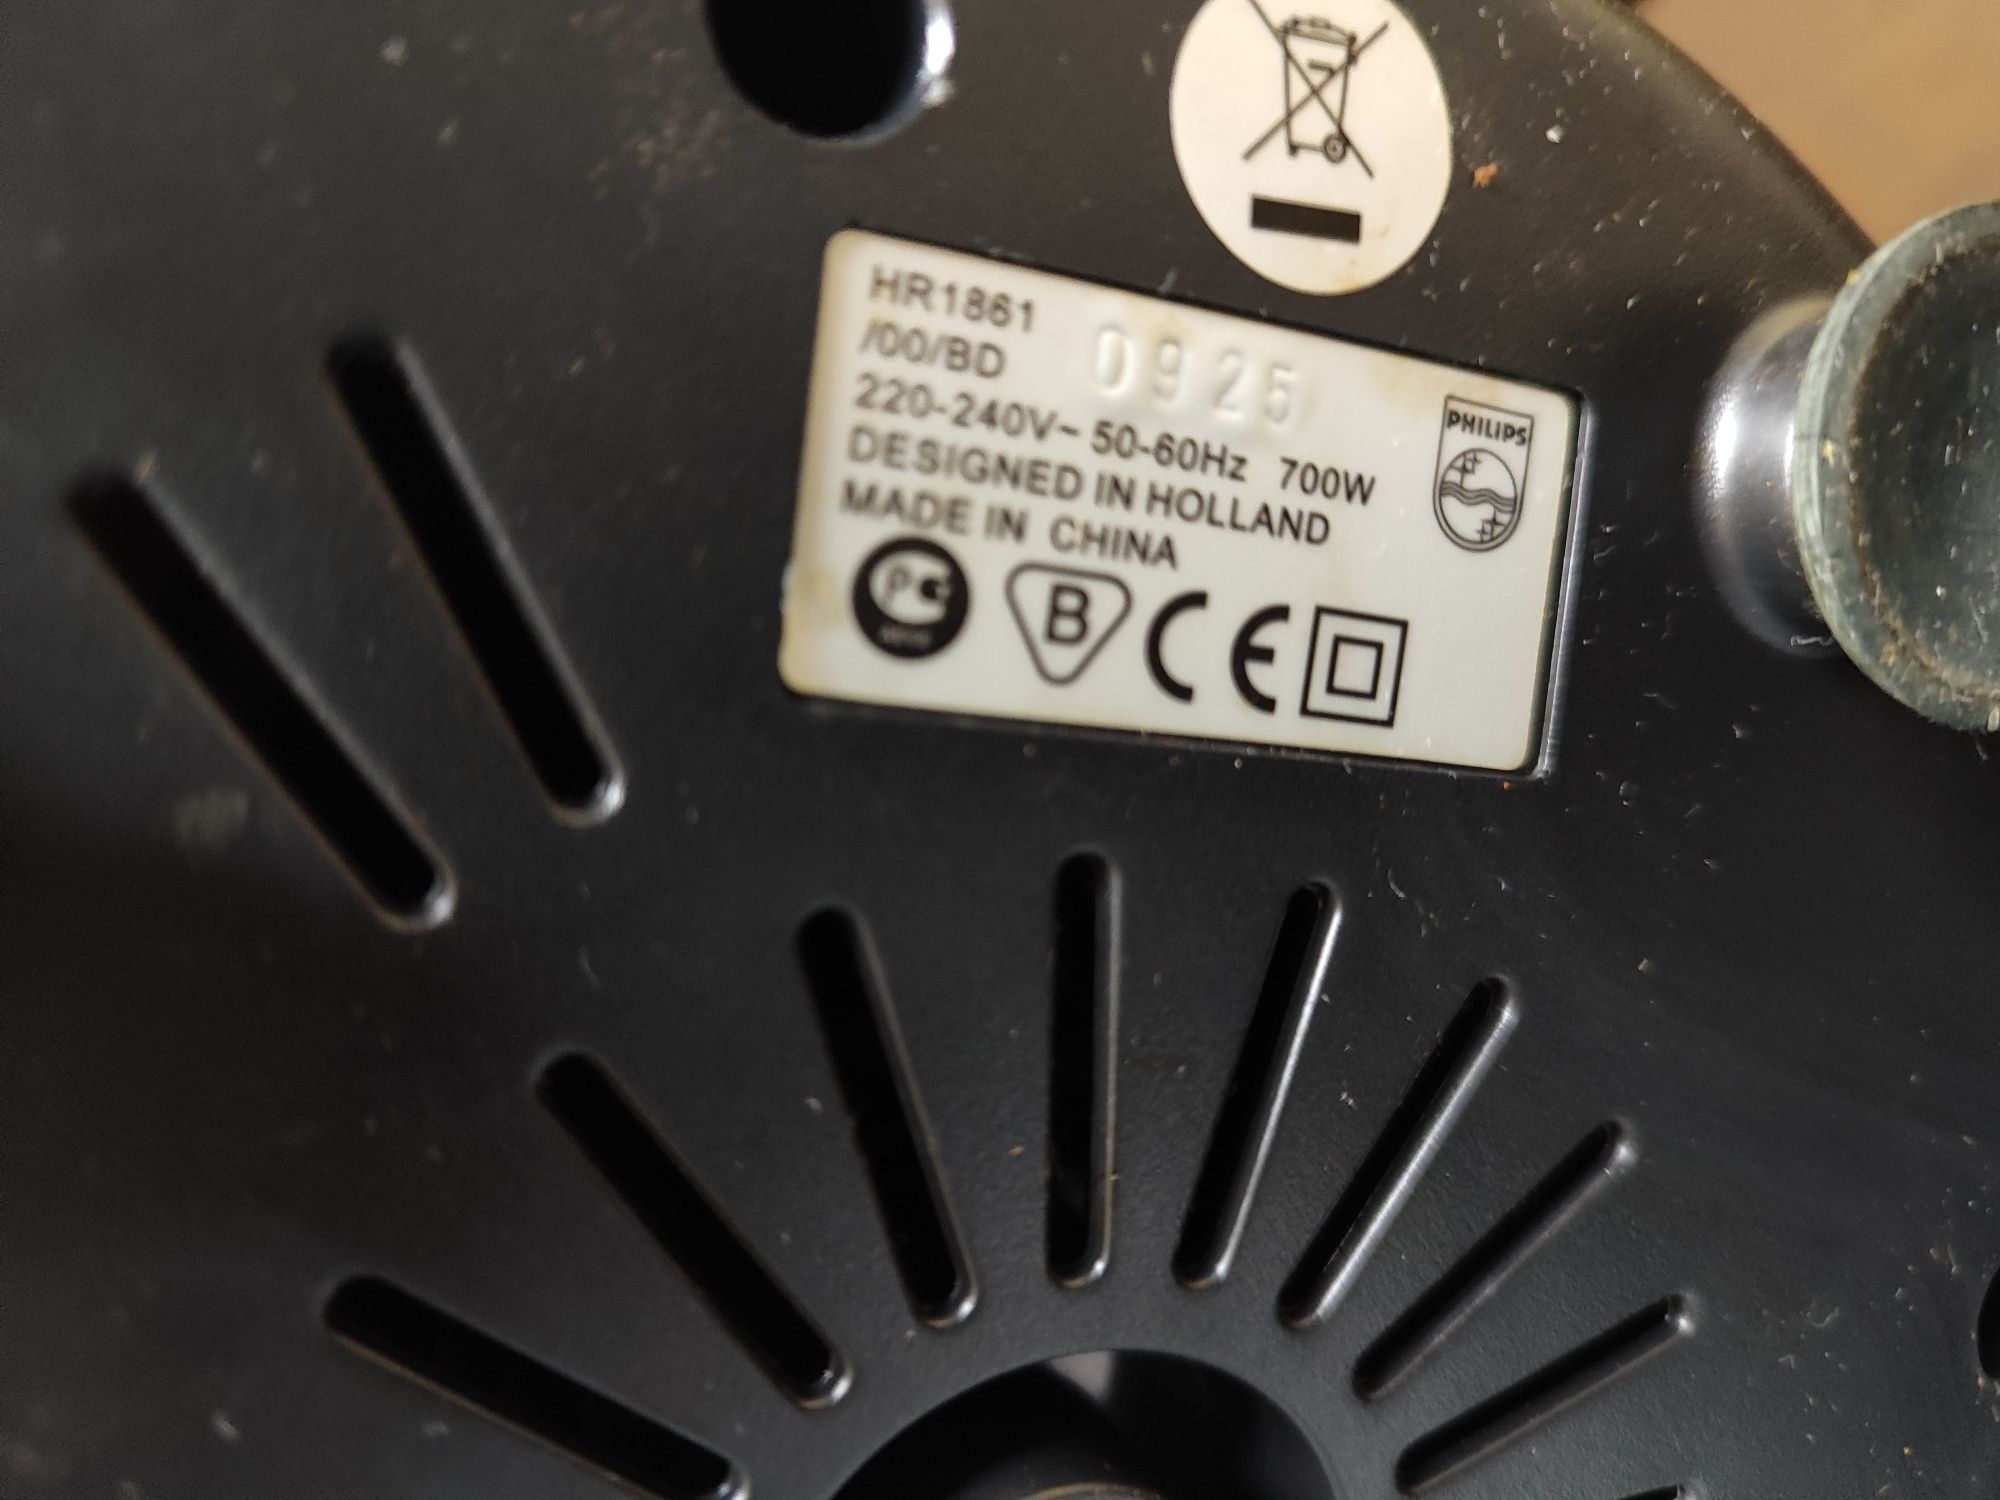 HR1861
/00/BD 0925
220-240V~ 50-60Hz 700W
DESIGNED IN HOLLAND
MADE IN CHINA
PHILIPS
B
CE